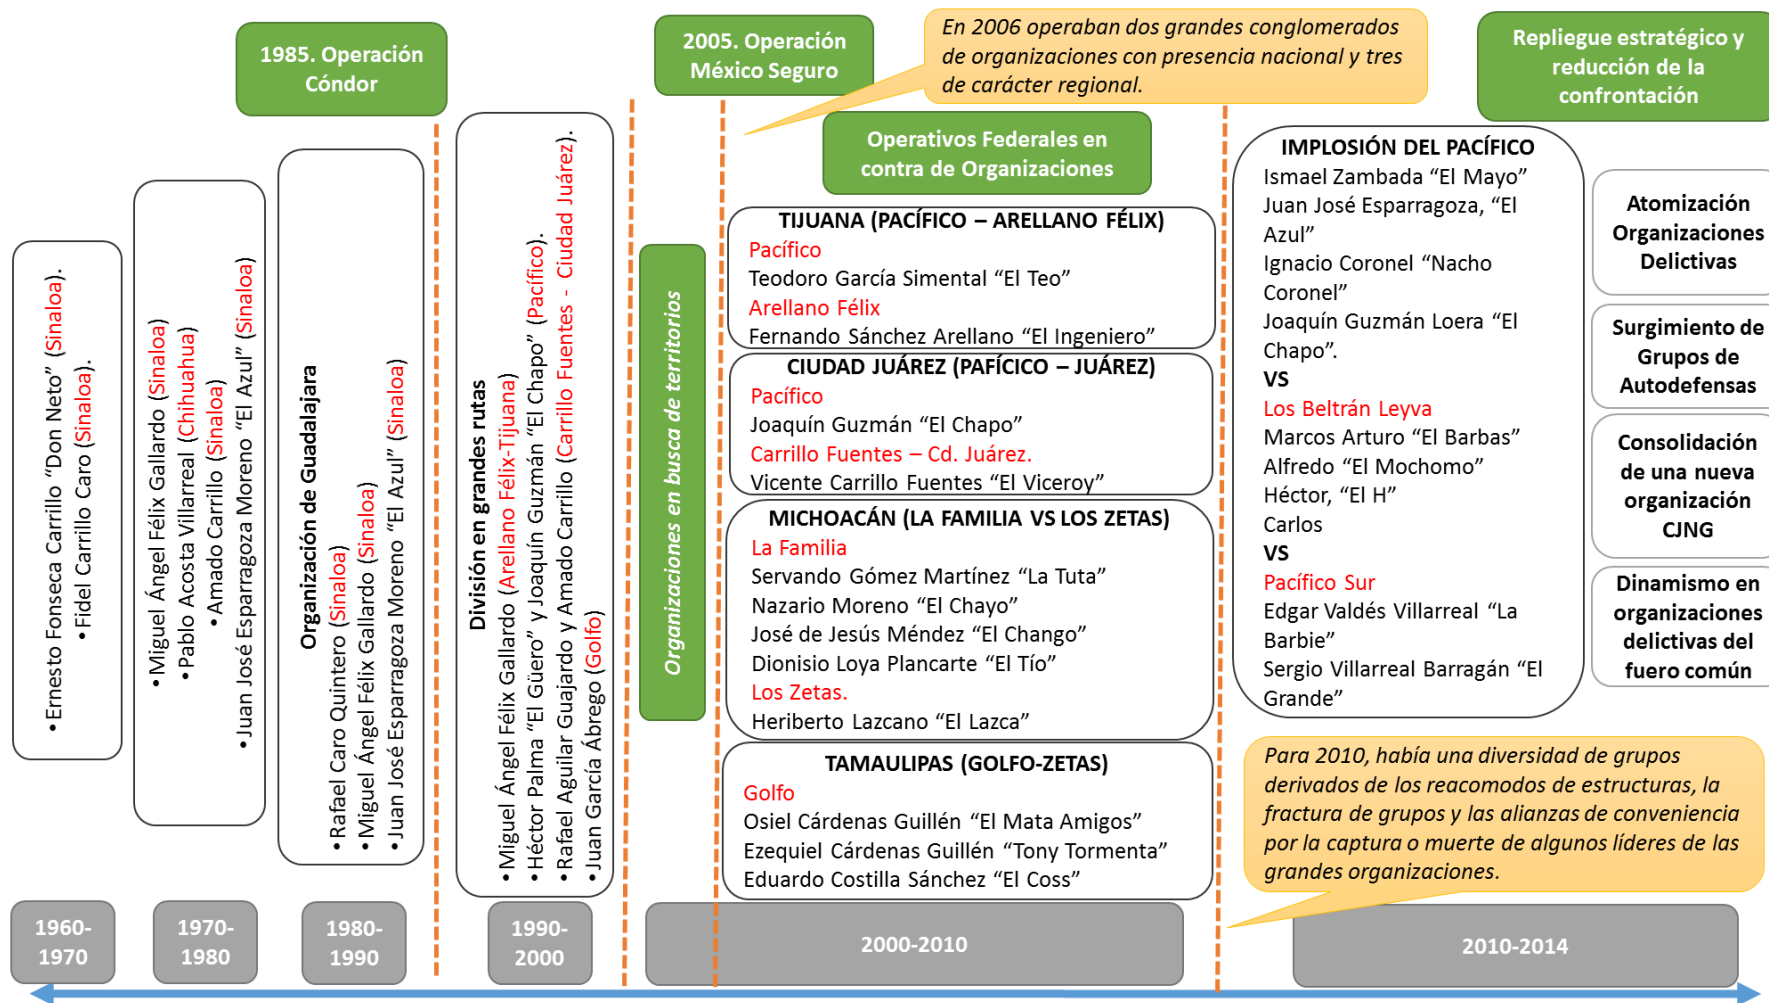 1985. Operación
Cóndor
2005. Operación
México Seguro
En 2006 operaban dos grandes conglomerados
de organizaciones con presencia nacional y tres
de carácter regional.
Repliegue estratégico y
reducción de la
confrontación
•Ernesto Fonseca Carrillo “Don Neto” (Sinaloa).
•Fidel Carrillo Caro (Sinaloa).
•Miguel Ángel Félix Gallardo (Sinaloa)
•Pablo Acosta Villarreal (Chihuahua)
•Amado Carrillo (Sinaloa)
•Juan José Esparragoza Moreno “El Azul” (Sinaloa)
Organización de Guadalajara
•Rafael Caro Quintero (Sinaloa)
•Miguel Ángel Félix Gallardo (Sinaloa)
•Juan José Esparragoza Moreno “El Azul” (Sinaloa)
División en grandes rutas
•Miguel Ángel Félix Gallardo (Arellano Félix-Tijuana)
•Héctor Palma “El Güero” y Joaquín Guzmán “El Chapo” (Pacífico).
•Rafael Aguilar Guajardo y Amado Carrillo (Carrillo Fuentes - Ciudad Juárez).
•Juan García Ábrego (Golfo)
Organizaciones en busca de territorios
Operativos Federales en
contra de Organizaciones
TIJUANA (PACÍFICO – ARELLANO FÉLIX)
Pacífico
Teodoro García Simental “El Teo”
Arellano Félix
Fernando Sánchez Arellano “El Ingeniero”
CIUDAD JUÁREZ (PAFÍCICO – JUÁREZ)
Pacífico
Joaquín Guzmán “El Chapo”
Carrillo Fuentes – Cd. Juárez.
Vicente Carrillo Fuentes “El Viceroy”
MICHOACÁN (LA FAMILIA VS LOS ZETAS)
La Familia
Servando Gómez Martínez “La Tuta”
Nazario Moreno “El Chayo”
José de Jesús Méndez “El Chango”
Dionisio Loya Plancarte “El Tío”
Los Zetas.
Heriberto Lazcano “El Lazca”
TAMAULIPAS (GOLFO-ZETAS)
Golfo
Osiel Cárdenas Guillén “El Mata Amigos”
Ezequiel Cárdenas Guillén “Tony Tormenta”
Eduardo Costilla Sánchez “El Coss”
IMPLOSIÓN DEL PACÍFICO
Ismael Zambada “El Mayo”
Juan José Esparragoza, “El
Azul”
Ignacio Coronel “Nacho
Coronel”
Joaquín Guzmán Loera “El
Chapo”.
VS
Los Beltrán Leyva
Marcos Arturo “El Barbas”
Alfredo “El Mochomo”
Héctor, “El H”
Carlos
VS
Pacífico Sur
Edgar Valdés Villarreal “La
Barbie”
Sergio Villarreal Barragán “El
Grande”
Atomización
Organizaciones
Delictivas
Surgimiento de
Grupos de
Autodefensas
Consolidación
de una nueva
organización
CJNG
Dinamismo en
organizaciones
delictivas del
fuero común
Para 2010, había una diversidad de grupos
derivados de los reacomodos de estructuras, la
fractura de grupos y las alianzas de conveniencia
por la captura o muerte de algunos líderes de las
grandes organizaciones.
1960-
1970
1970-
1980
1980-
1990
1990-
2000
2000-2010
2010-2014